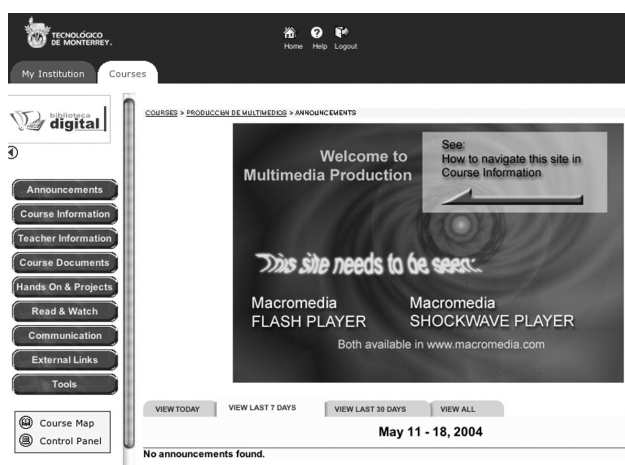 TECNOLÓGICO
DE MONTERREY.
Home Help Logout
My Institution Courses
biblioteca
digital
COURSES > PRODUCCION DE MULTIMEDIOS > ANNOUNCEMENTS
Welcome to
Multimedia Production
See:
How to navigate this site in
Course Information
This site needs to be seen:
Macromedia
FLASH PLAYER
Macromedia
SHOCKWAVE PLAYER
Both available in www.macromedia.com
Announcements
Course Information
Teacher Information
Course Documents
Hands On & Projects
Read & Watch
Communication
External Links
Tools
Course Map
Control Panel
VIEW TODAY VIEW LAST 7 DAYS VIEW LAST 30 DAYS VIEW ALL
May 11 - 18, 2004
No announcements found.